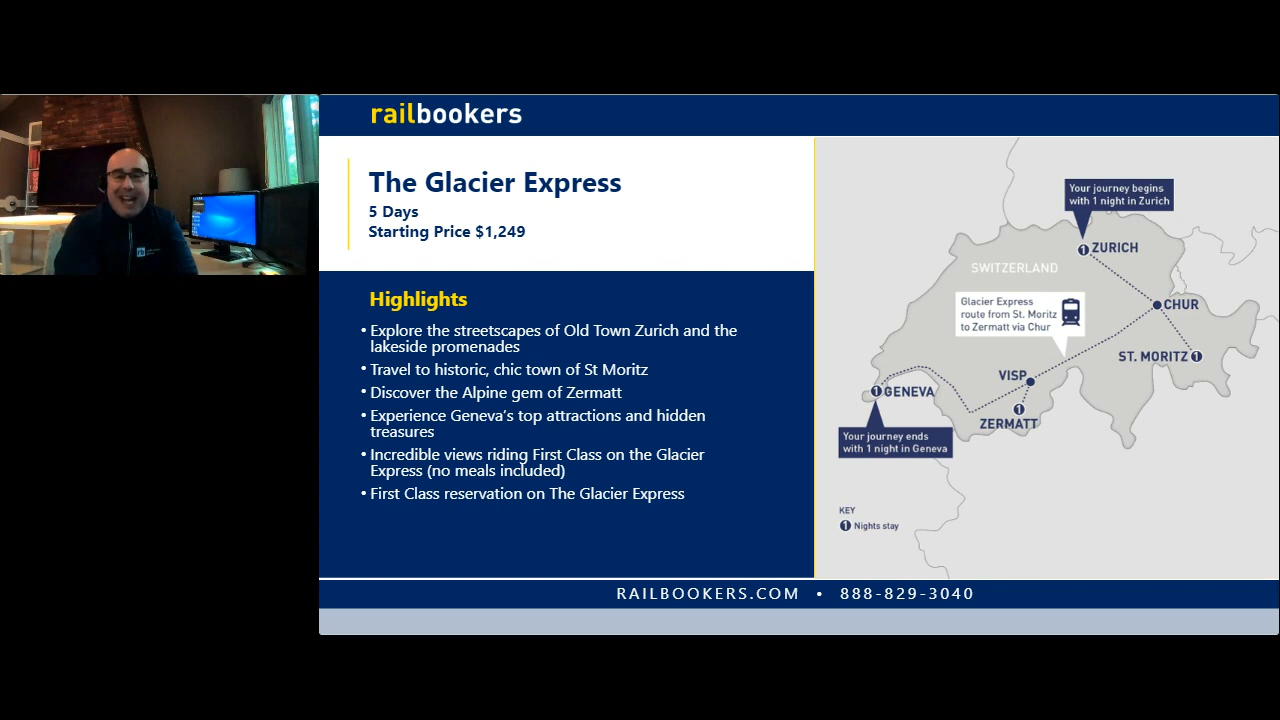 railbookers
The Glacier Express
5 Days
Starting Price $1,249
Highlights
• Explore the streetscapes of Old Town Zurich and the
lakeside promenades
• Travel to historic, chic town of St Moritz
• Discover the Alpine gem of Zermatt
• Experience Geneva’s top attractions and hidden
treasures
• Incredible views riding First Class on the Glacier
Express (no meals included)
• First Class reservation on The Glacier Express
Your journey begins
with 1 night in Zurich
1 ZURICH
SWITZERLAND
Glacier Express
route from St. Moritz
to Zermatt via Chur
CHUR
ST. MORITZ 1
VISP
1 GENEVA
1
ZERMATT
Your journey ends
with 1 night in Geneva
KEY
1 Nights stay
RAILBOOKERS.COM • 888-829-3040